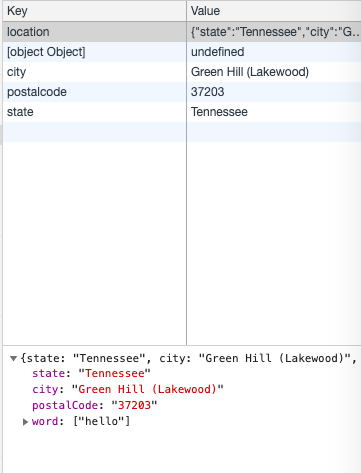 Key Value
location {"state":"Tennessee","city":"G...
[object Object] undefined
city Green Hill (Lakewood)
postalcode 37203
state Tennessee
▼{state: "Tennessee", city: "Green Hill (Lakewood)",
state: "Tennessee"
city: "Green Hill (Lakewood)"
postalCode: "37203"
▶word: ["hello"]